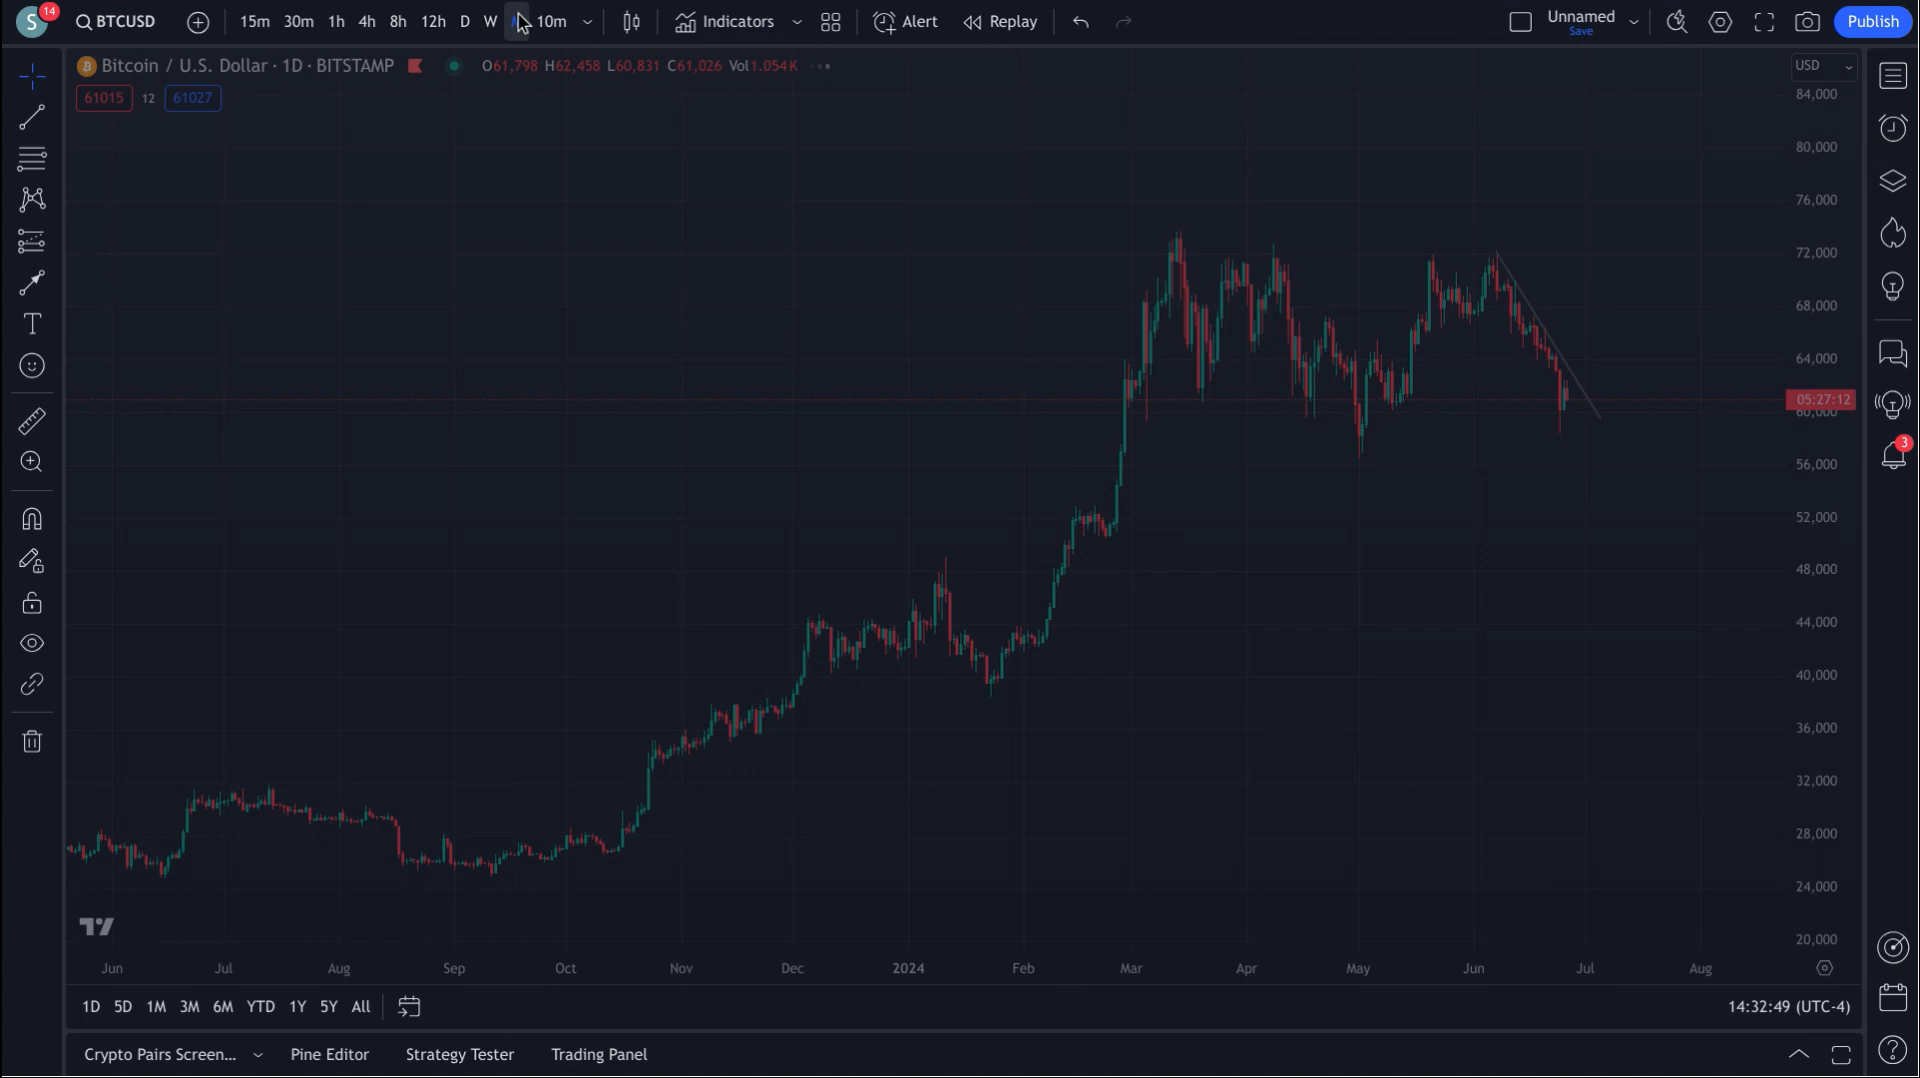 S 14 BTCUSD 15m 30m 1h 4h 8h 12h D W 10m Indicators Alert Replay Unnamed Publish
Save
Bitcoin / U.S. Dollar · 1D · BITSTAMP O61,798 H62,458 L60,831 C61,026 Vol1.054K USD
61015 12 61027
84,000
80,000
76,000
72,000
68,000
64,000
05:27:12
60,000
3
56,000
52,000
48,000
44,000
40,000
36,000
32,000
28,000
24,000
20,000
Jun Jul Aug Sep Oct Nov Dec 2024 Feb Mar Apr May Jun Jul Aug
1D 5D 1M 3M 6M YTD 1Y 5Y All 14:32:49 (UTC-4)
Crypto Pairs Screen... Pine Editor Strategy Tester Trading Panel